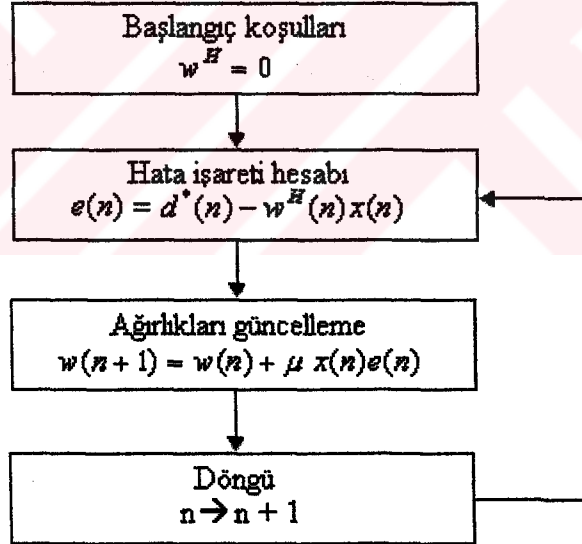 Başlangıç koşulları
w^H = 0
Hata işareti hesabı
e(n) = d*(n) − w^H(n)x(n)
Ağırlıkları güncelleme
w(n+1) = w(n) + μ x(n)e(n)
Döngü
n→n + 1